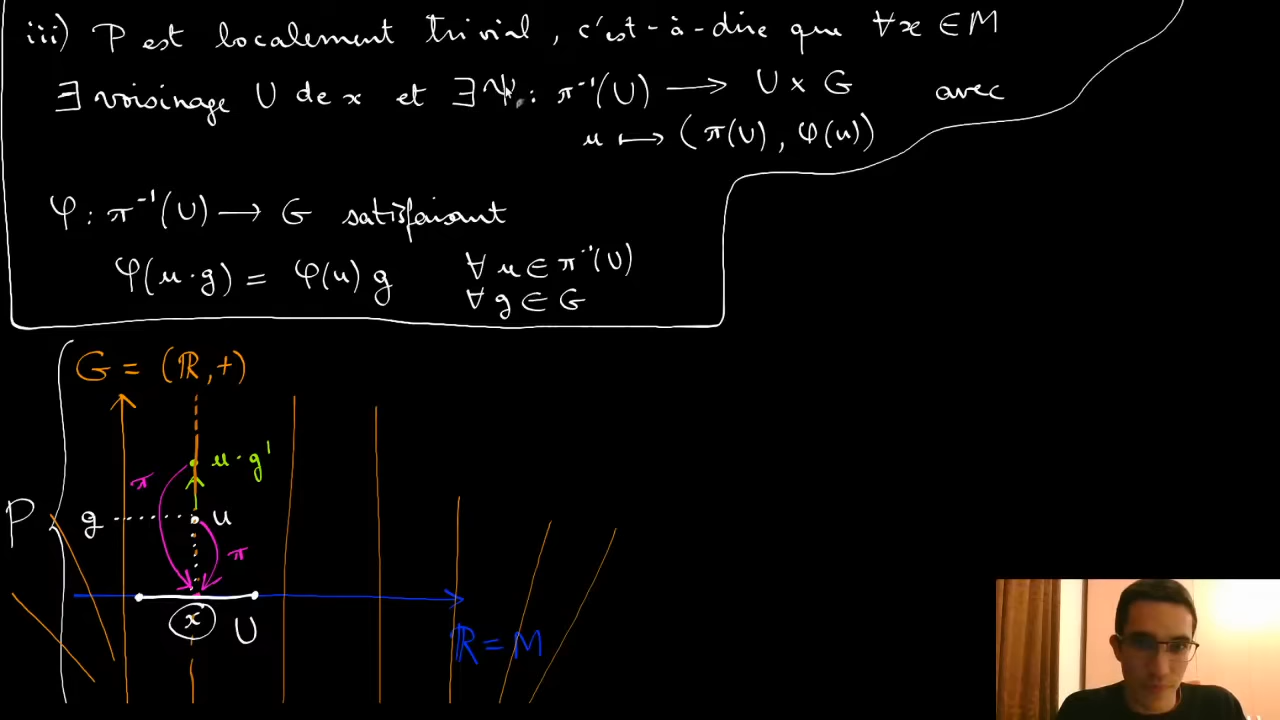 iii) P est localement trivial, c'est-à-dire que ∀x ∈ M
∃ voisinage U de x et ∃ Ψ : π⁻¹(U) ⟶ U × G avec
u ⟼ (π(U), φ(u))
φ : π⁻¹(U) ⟶ G satisfaisant
φ(u·g) = φ(u) g ∀ u ∈ π⁻¹(U)
∀ g ∈ G
G = (ℝ, +)
π u·g'
P g u
π
x U
ℝ = M